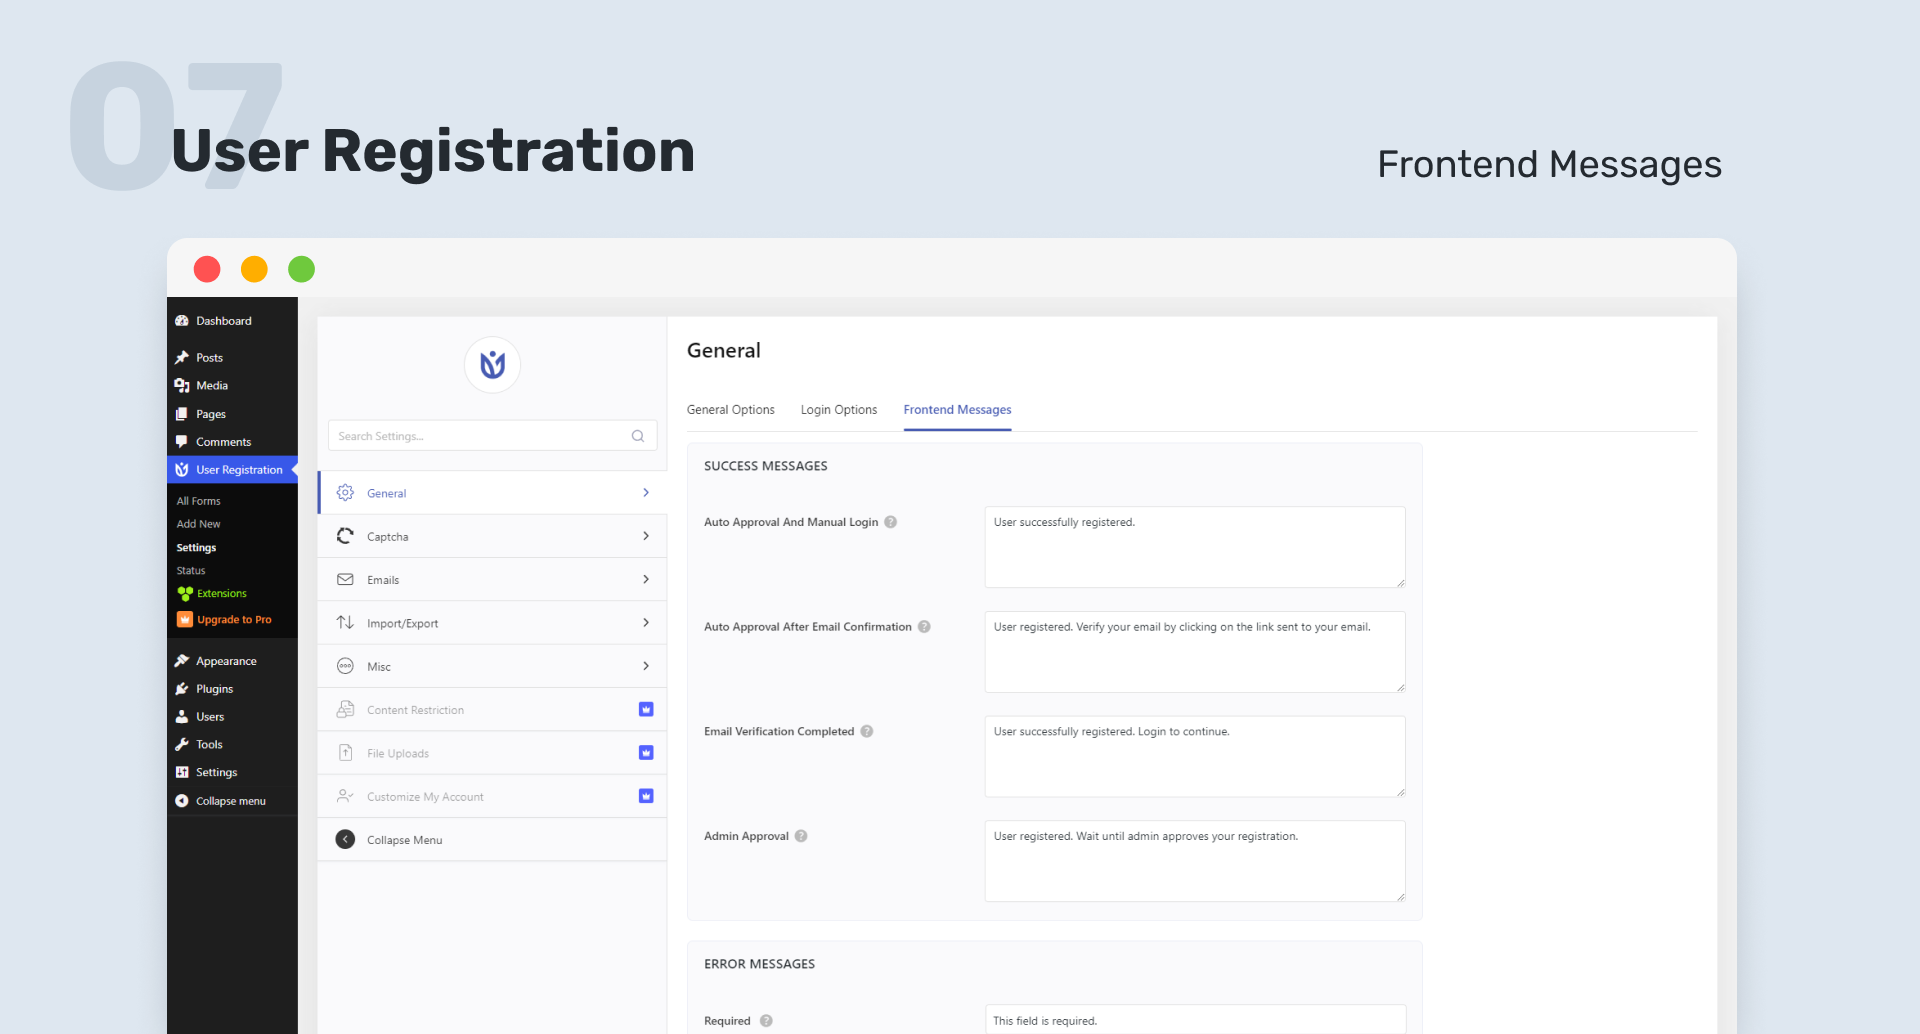 07
User Registration
Frontend Messages
Dashboard
Posts
Media
Pages
Comments
User Registration
All Forms
Add New
Settings
Status
Extensions
Upgrade to Pro
Appearance
Plugins
Users
Tools
Settings
Collapse menu
Search Settings...
General
Captcha
Emails
Import/Export
Misc
Content Restriction
File Uploads
Customize My Account
Collapse Menu
General
General Options Login Options Frontend Messages
SUCCESS MESSAGES
Auto Approval And Manual Login ? User successfully registered.
Auto Approval After Email Confirmation ? User registered. Verify your email by clicking on the link sent to your email.
Email Verification Completed ? User successfully registered. Login to continue.
Admin Approval ? User registered. Wait until admin approves your registration.
ERROR MESSAGES
Required ? This field is required.